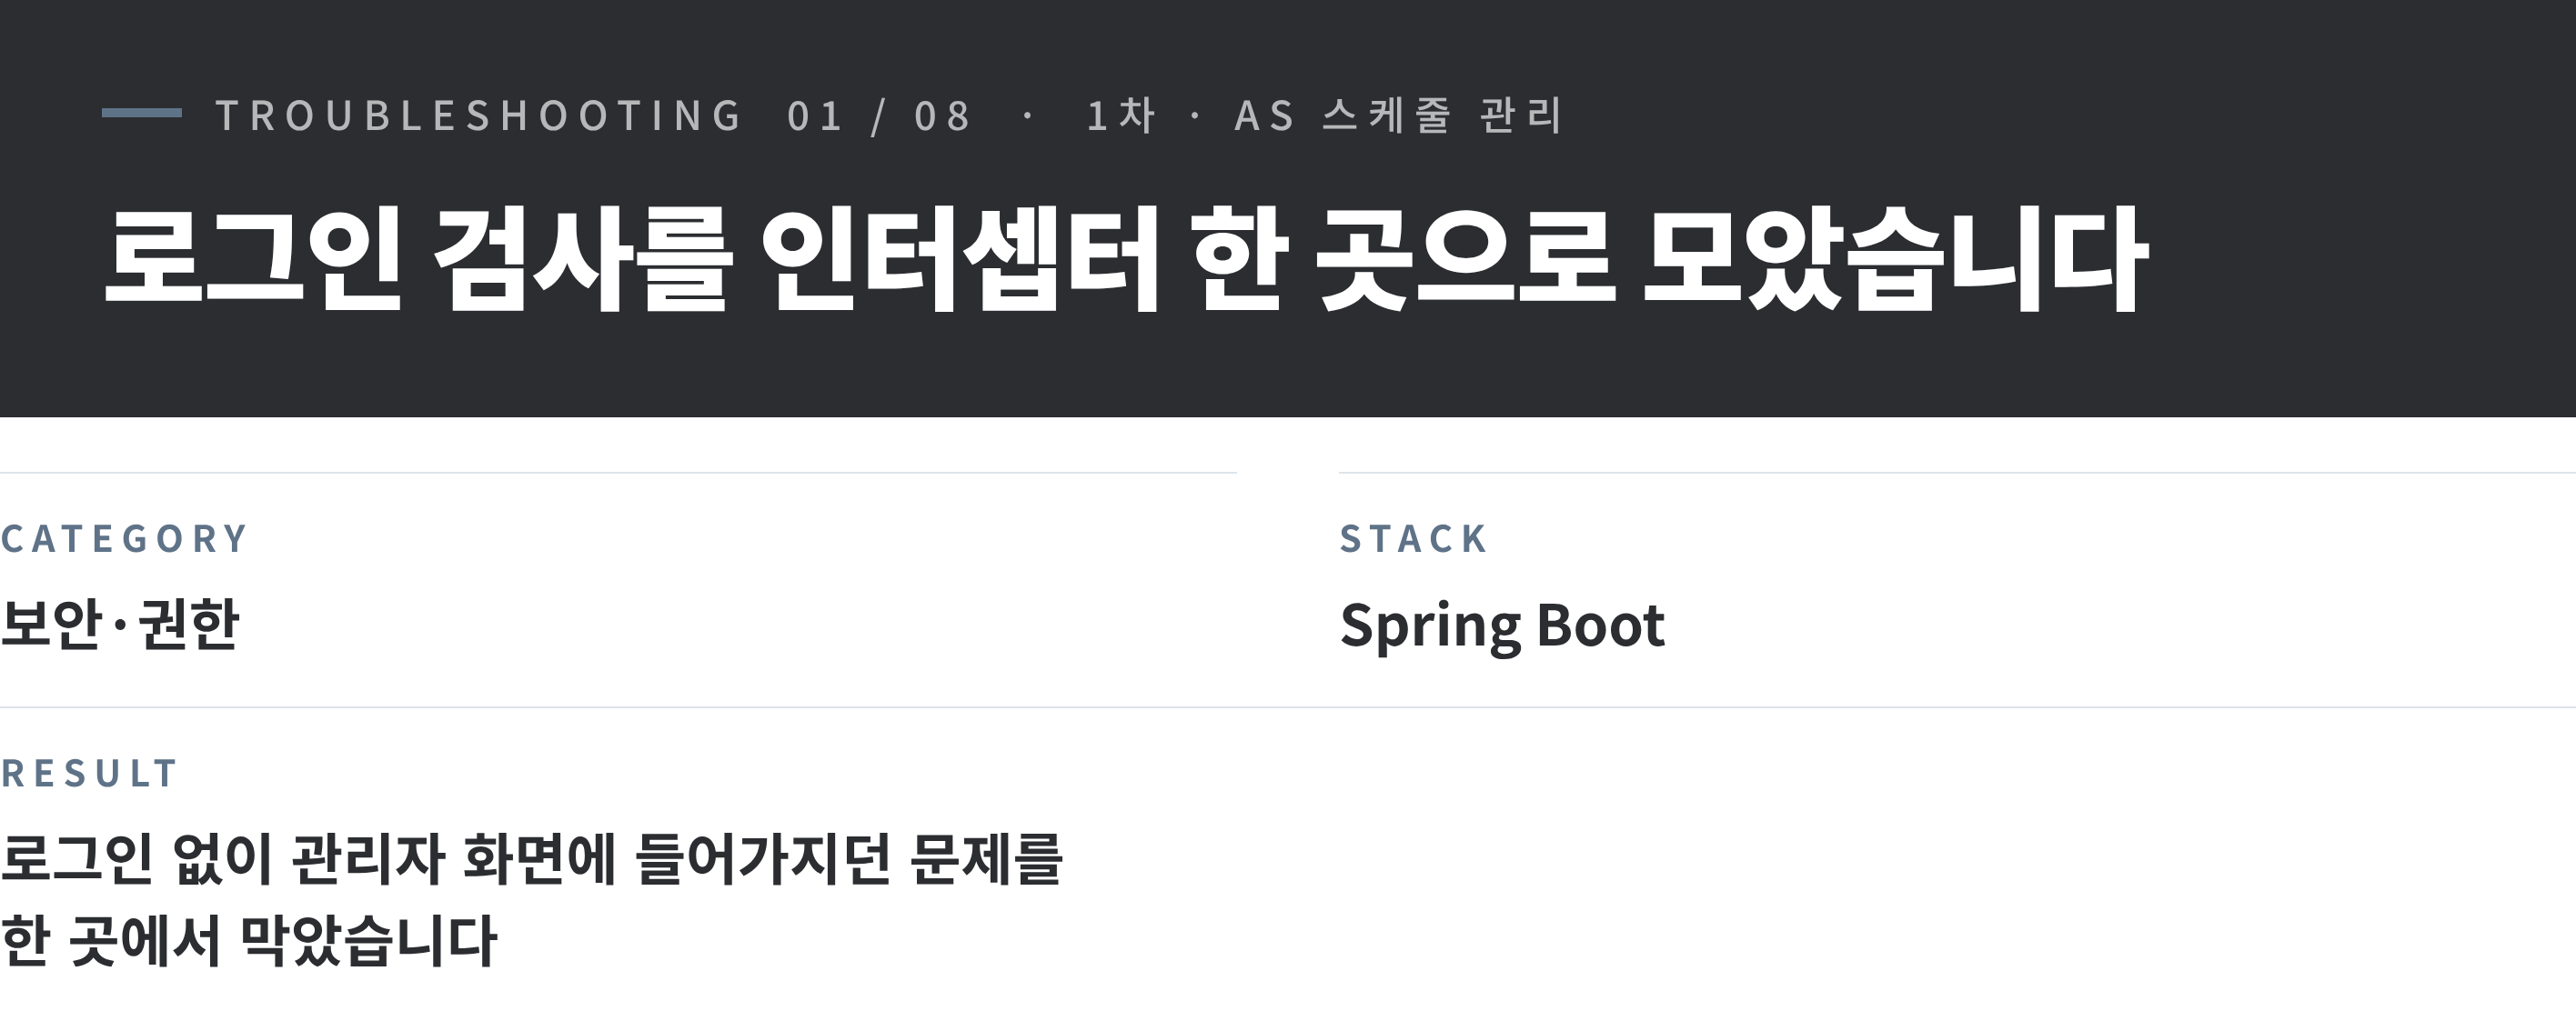 TROUBLESHOOTING 01 / 08 · 1차 · AS 스케줄 관리
로그인 검사를 인터셉터 한 곳으로 모았습니다
CATEGORY
보안·권한
STACK
Spring Boot
RESULT
로그인 없이 관리자 화면에 들어가지던 문제를
한 곳에서 막았습니다